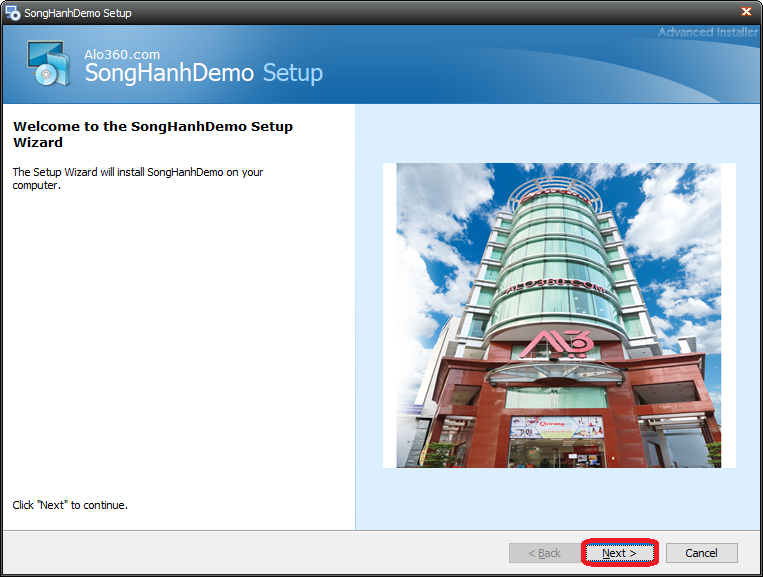 SongHanhDemo Setup
Advanced Installer
Alo360.com
SongHanhDemo Setup
Welcome to the SongHanhDemo Setup
Wizard
The Setup Wizard will install SongHanhDemo on your
computer.
ALO360.COM
Arirang
Click "Next" to continue.
< Back
Next >
Cancel